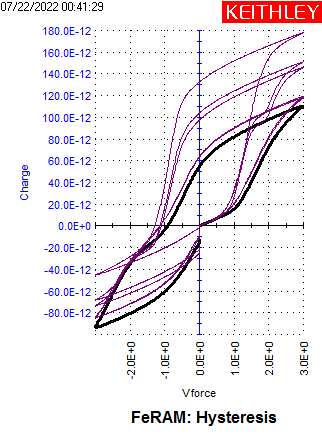 07/22/2022 00:41:29
KEITHLEY
180.0E-12
160.0E-12
140.0E-12
120.0E-12
100.0E-12
80.0E-12
60.0E-12
40.0E-12
20.0E-12
0.0E+0
-20.0E-12
-40.0E-12
-60.0E-12
-80.0E-12
Charge
-2.0E+0
-1.0E+0
0.0E+0
1.0E+0
2.0E+0
3.0E+0
Vforce
FeRAM: Hysteresis